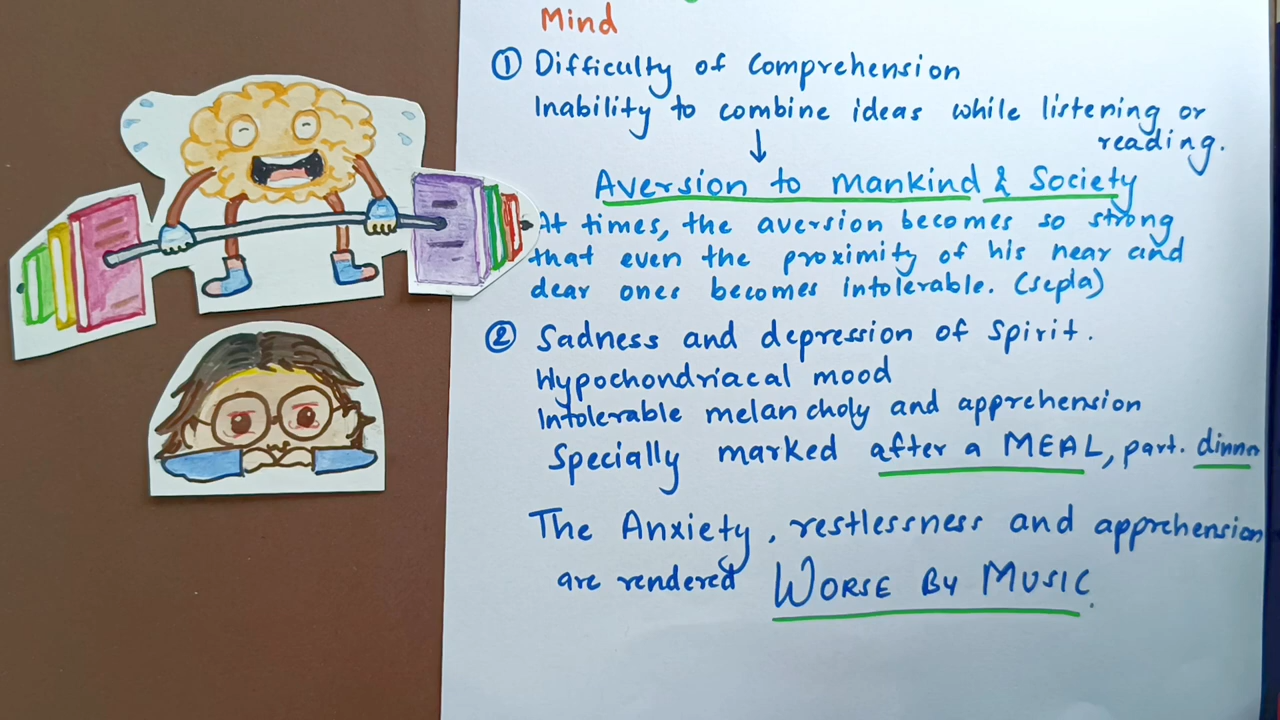 Mind
① Difficulty of comprehension
Inability to combine ideas while listening or
reading.
↓
Aversion to Mankind & Society
At times, the aversion becomes so strong
that even the proximity of his near and
dear ones becomes intolerable. (sepia)
② Sadness and depression of spirit.
Hypochondriacal mood
Intolerable melancholy and apprehension
Specially marked after a MEAL, part. dinner
The Anxiety, restlessness and apprehension
are rendered WORSE BY MUSIC.